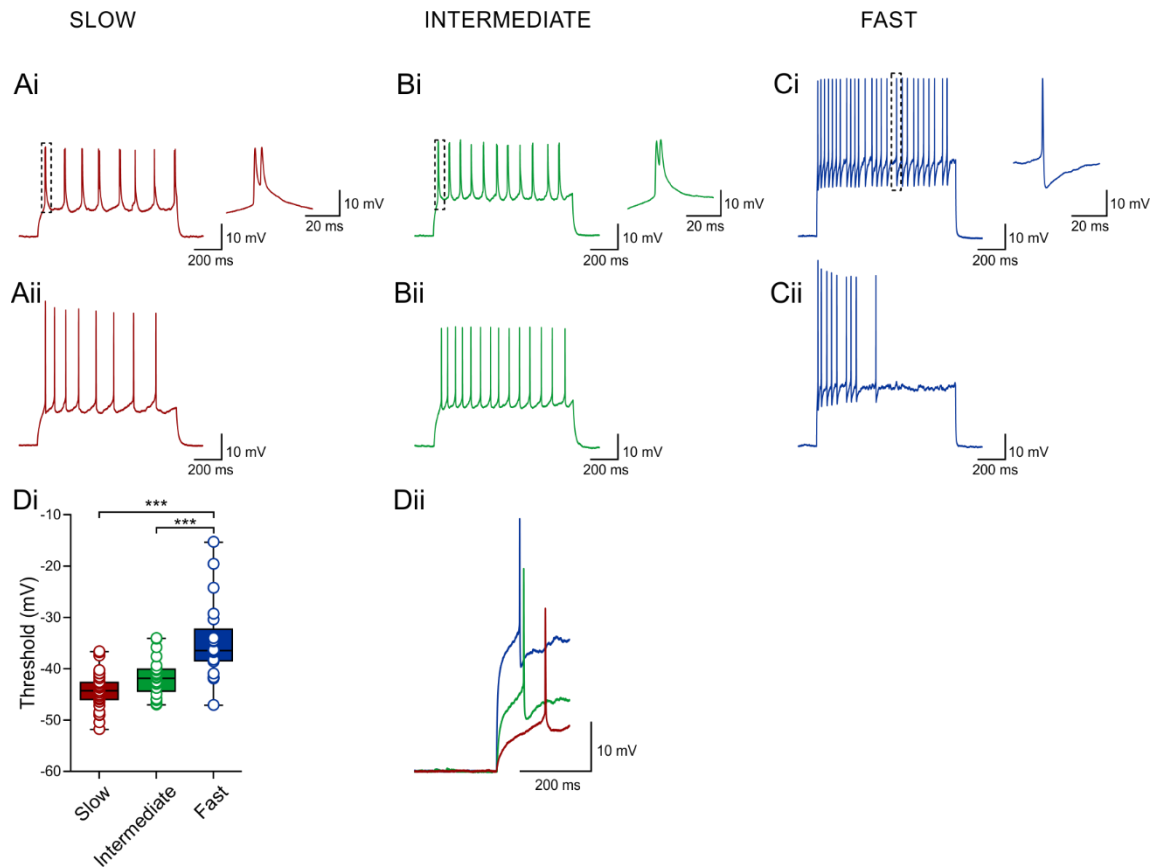 SLOW
INTERMEDIATE
FAST
Ai
10 mV
20 ms
10 mV
200 ms
Bi
10 mV
20 ms
10 mV
200 ms
Ci
10 mV
20 ms
10 mV
200 ms
Aii
10 mV
200 ms
Bii
10 mV
200 ms
Cii
10 mV
200 ms
Di
***
***
Threshold (mV)
-10
-20
-30
-40
-50
-60
Slow
Intermediate
Fast
Dii
10 mV
200 ms